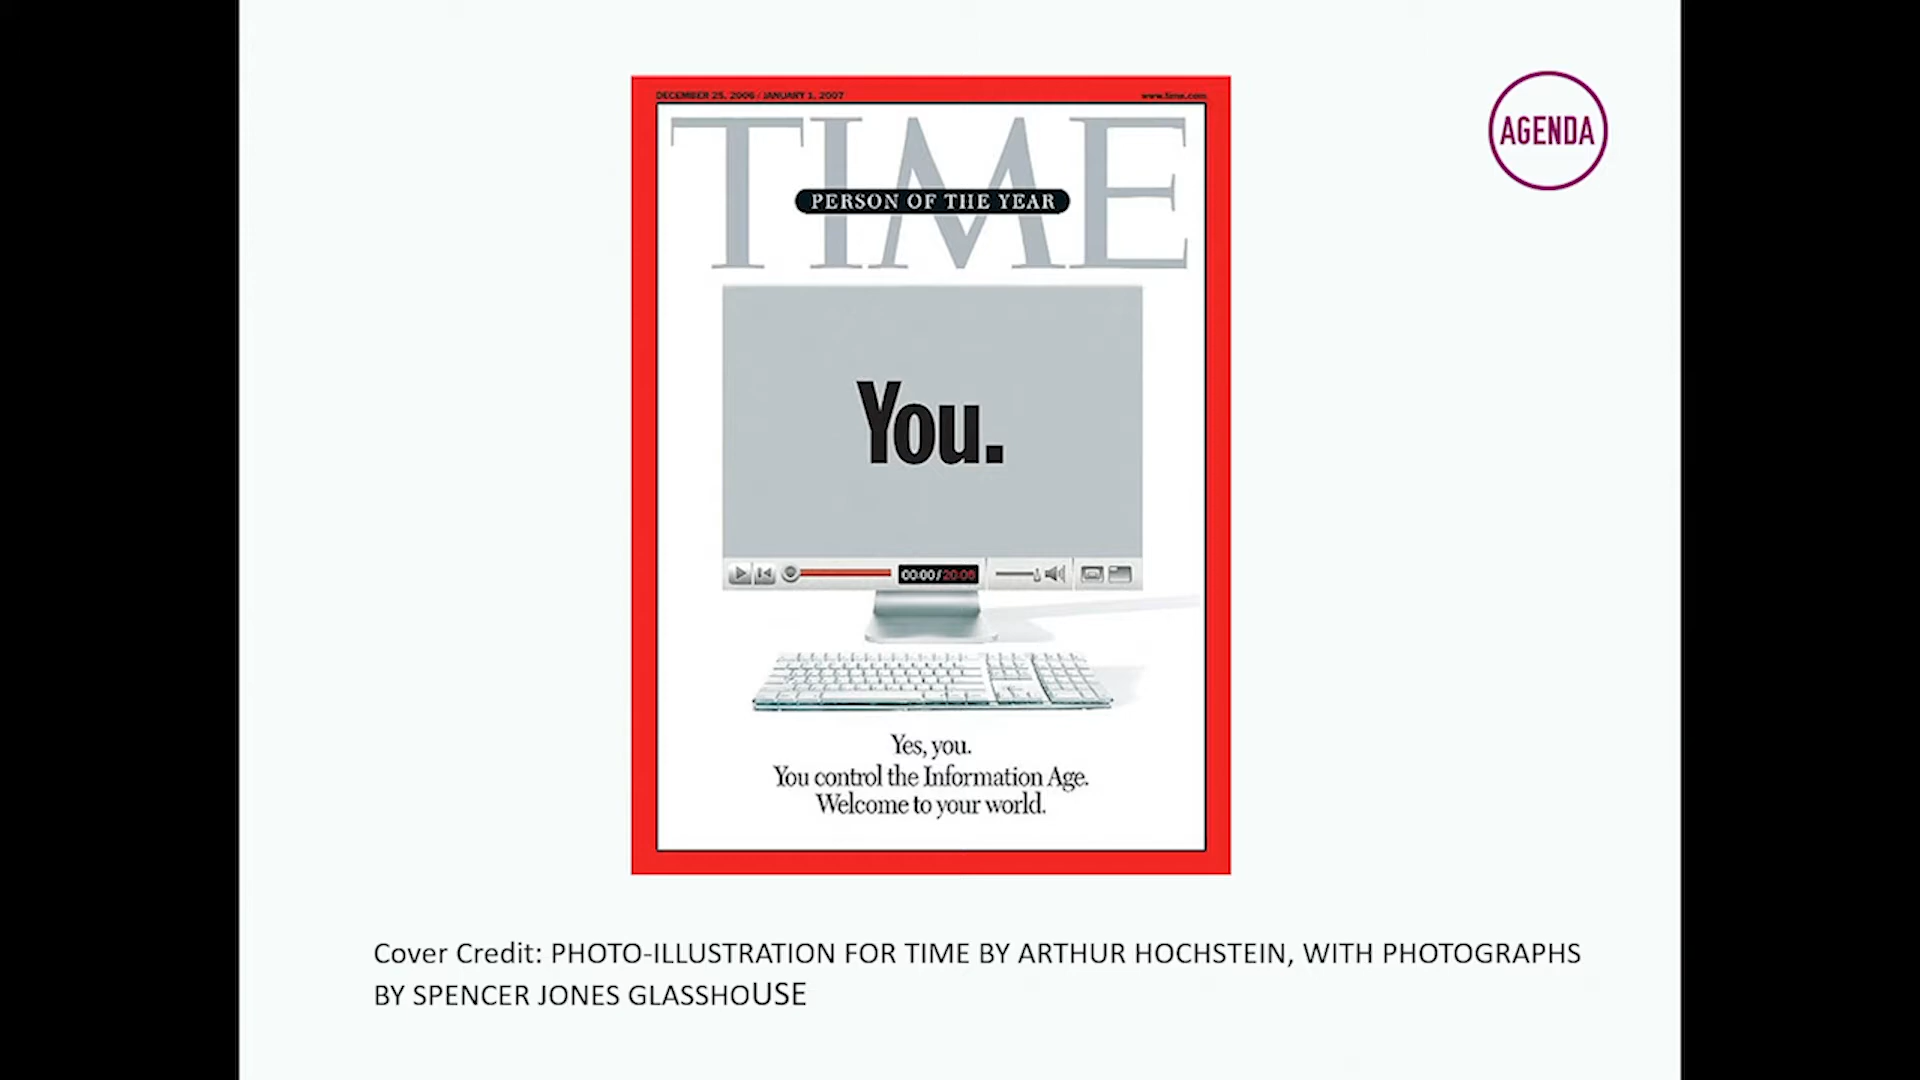 DECEMBER 25, 2006 / JANUARY 1, 2007
www.time.com
AGENDA
TIME
PERSON OF THE YEAR
You.
00:00/20:06
Yes, you.
You control the Information Age.
Welcome to your world.
Cover Credit: PHOTO-ILLUSTRATION FOR TIME BY ARTHUR HOCHSTEIN, WITH PHOTOGRAPHS
BY SPENCER JONES GLASSHOUSE